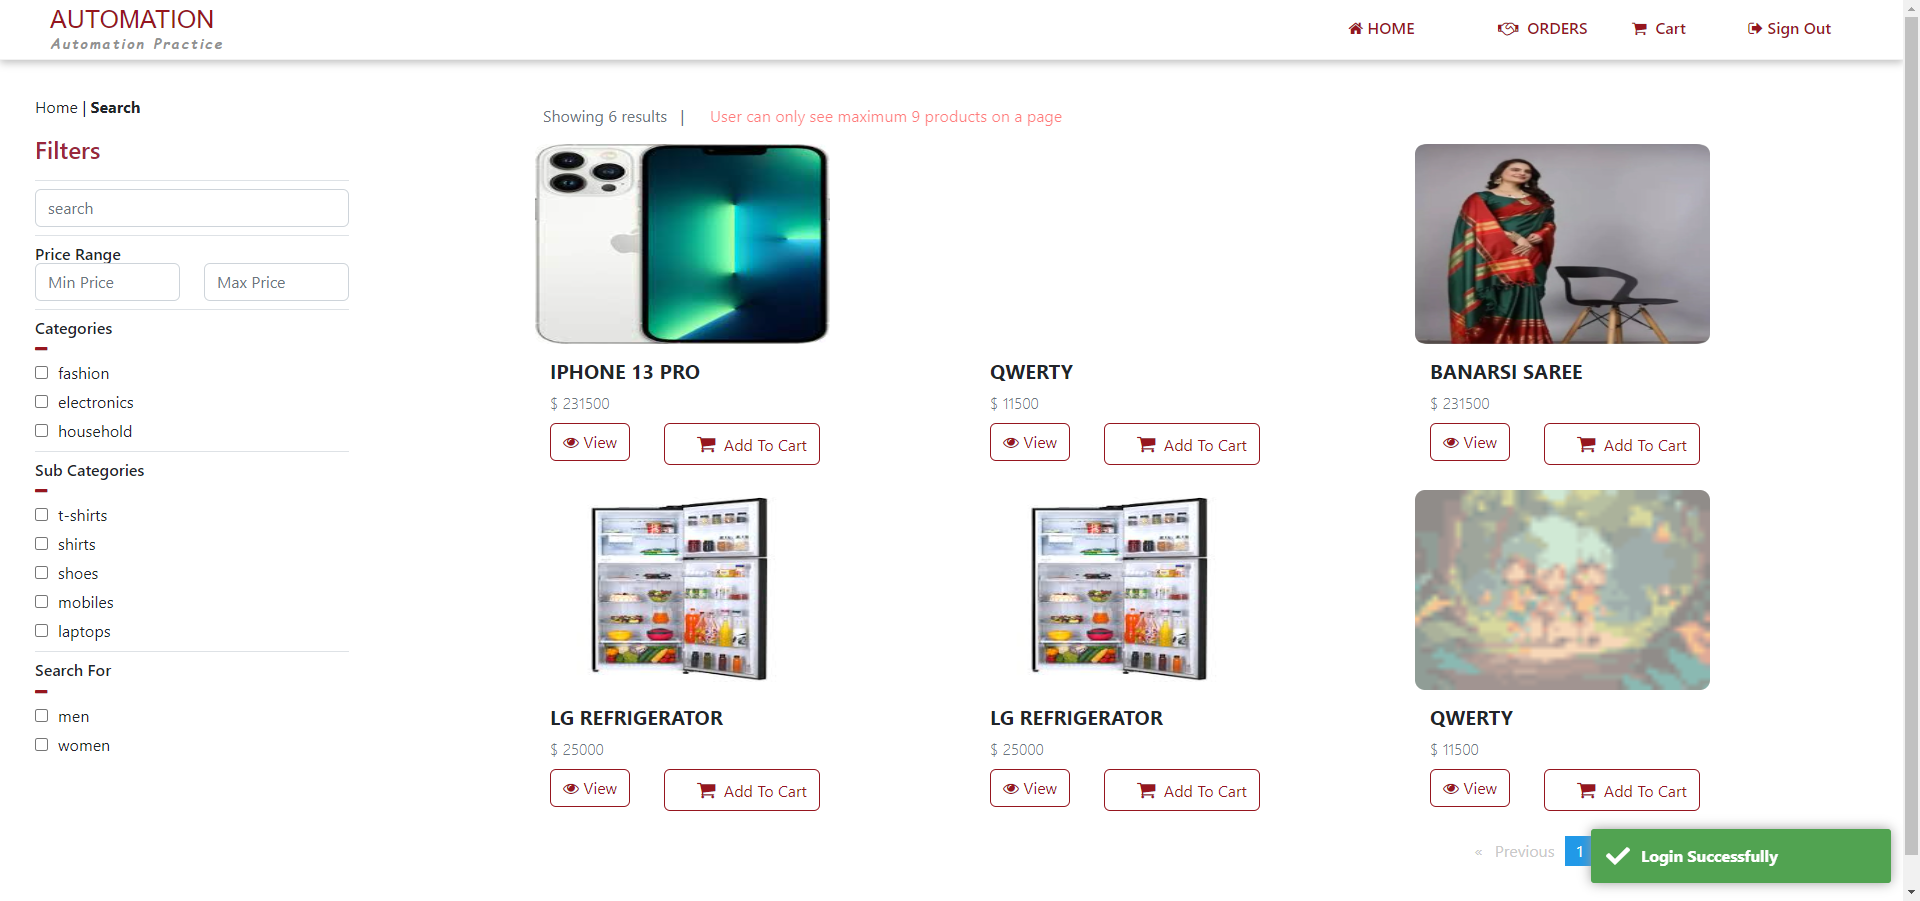 AUTOMATION
Automation Practice
HOME
ORDERS
Cart
Sign Out
Home | Search
Filters
search
Price Range
Min Price
Max Price
Categories
fashion
electronics
household
Sub Categories
t-shirts
shirts
shoes
mobiles
laptops
Search For
men
women
Showing 6 results |
User can only see maximum 9 products on a page
IPHONE 13 PRO
$ 231500
View
Add To Cart
QWERTY
$ 11500
View
Add To Cart
BANARSI SAREE
$ 231500
View
Add To Cart
LG REFRIGERATOR
$ 25000
View
Add To Cart
LG REFRIGERATOR
$ 25000
View
Add To Cart
QWERTY
$ 11500
View
Add To Cart
« Previous 1
Login Successfully